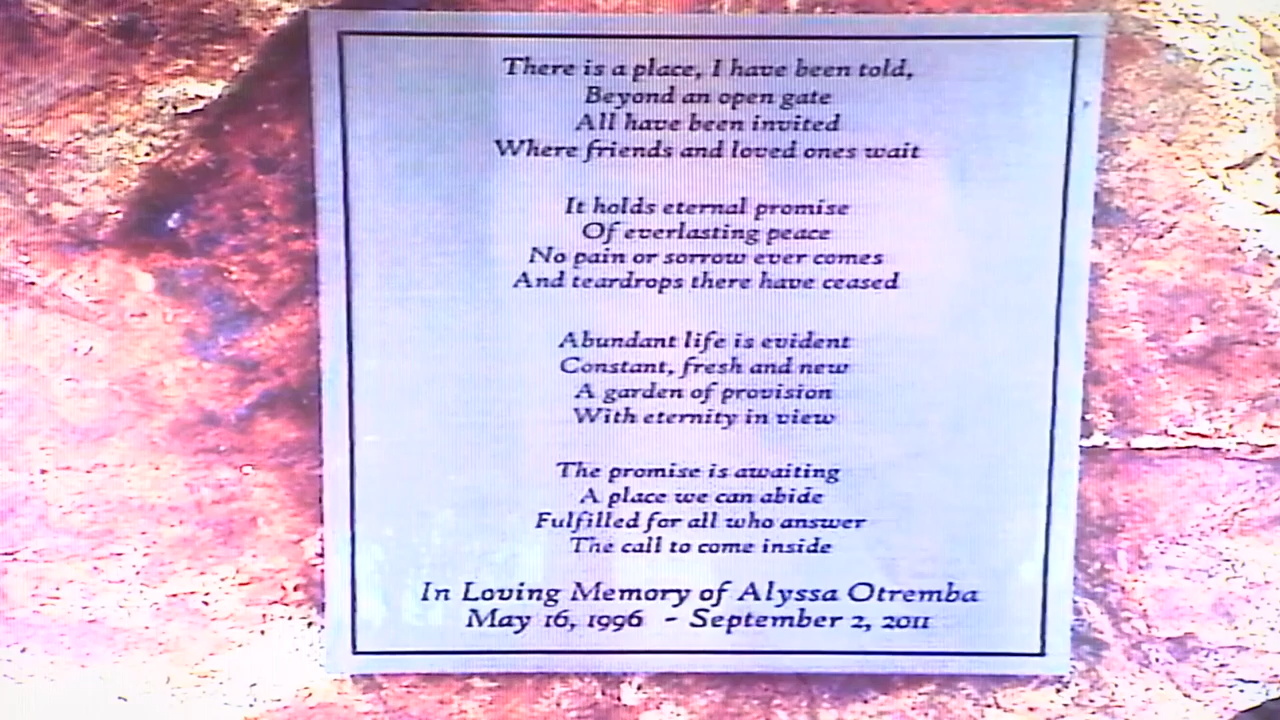 There is a place, I have been told,
Beyond an open gate
All have been invited
Where friends and loved ones wait
It holds eternal promise
Of everlasting peace
No pain or sorrow ever comes
And teardrops there have ceased
Abundant life is evident
Constant, fresh and new
A garden of provision
With eternity in view
The promise is awaiting
A place we can abide
Fulfilled for all who answer
The call to come inside
In Loving Memory of Alyssa Otremba
May 16, 1996 - September 2, 2011